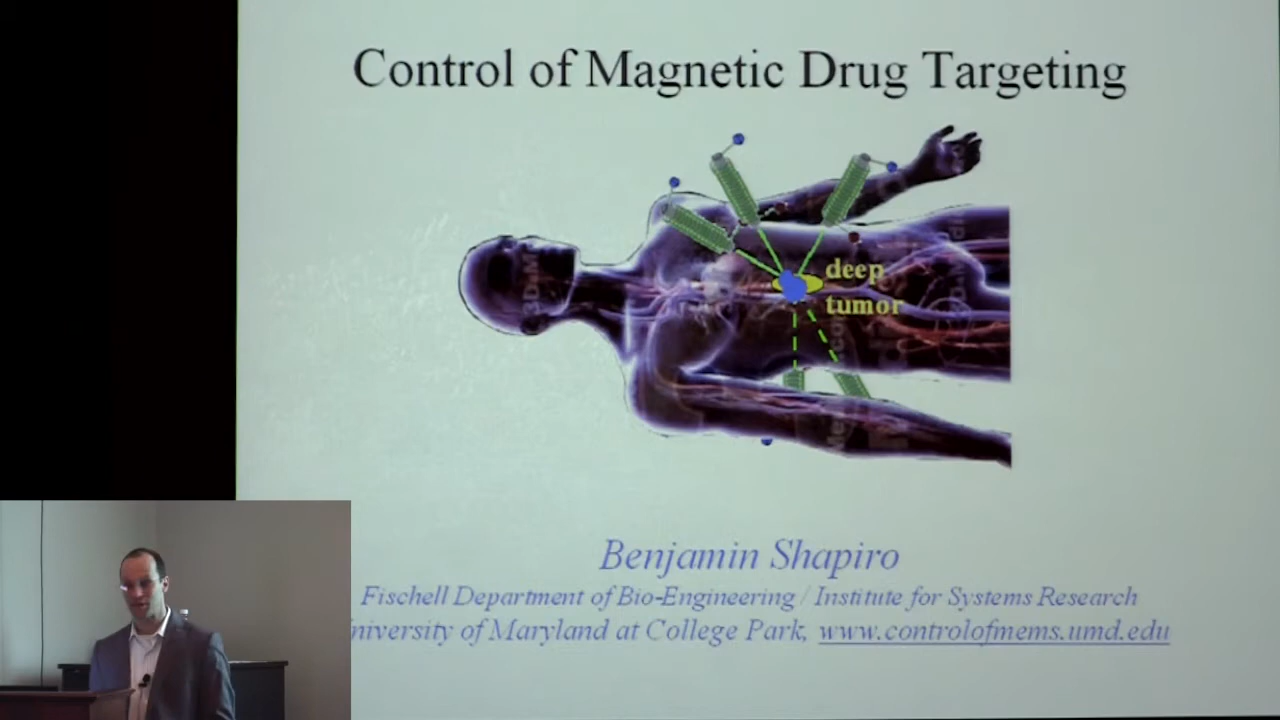 Control of Magnetic Drug Targeting
deep
tumor
Benjamin Shapiro
Fischell Department of Bio-Engineering / Institute for Systems Research
University of Maryland at College Park, www.controlofmems.umd.edu